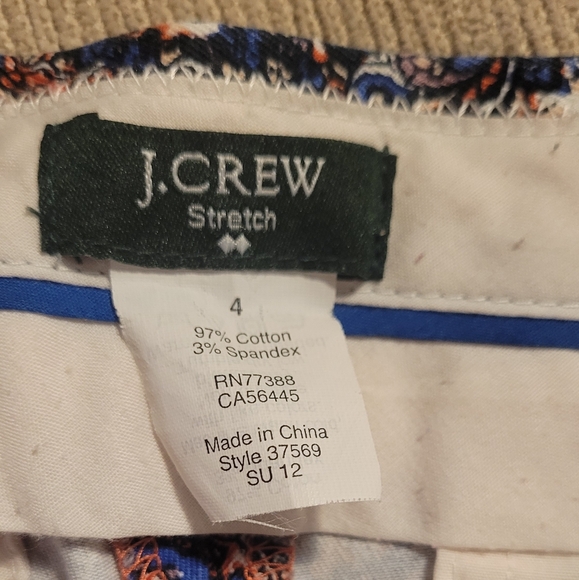 J.CREW
Stretch
4
97% Cotton
3% Spandex
RN77388
CA56445
Made in China
Style 37569
SU 12